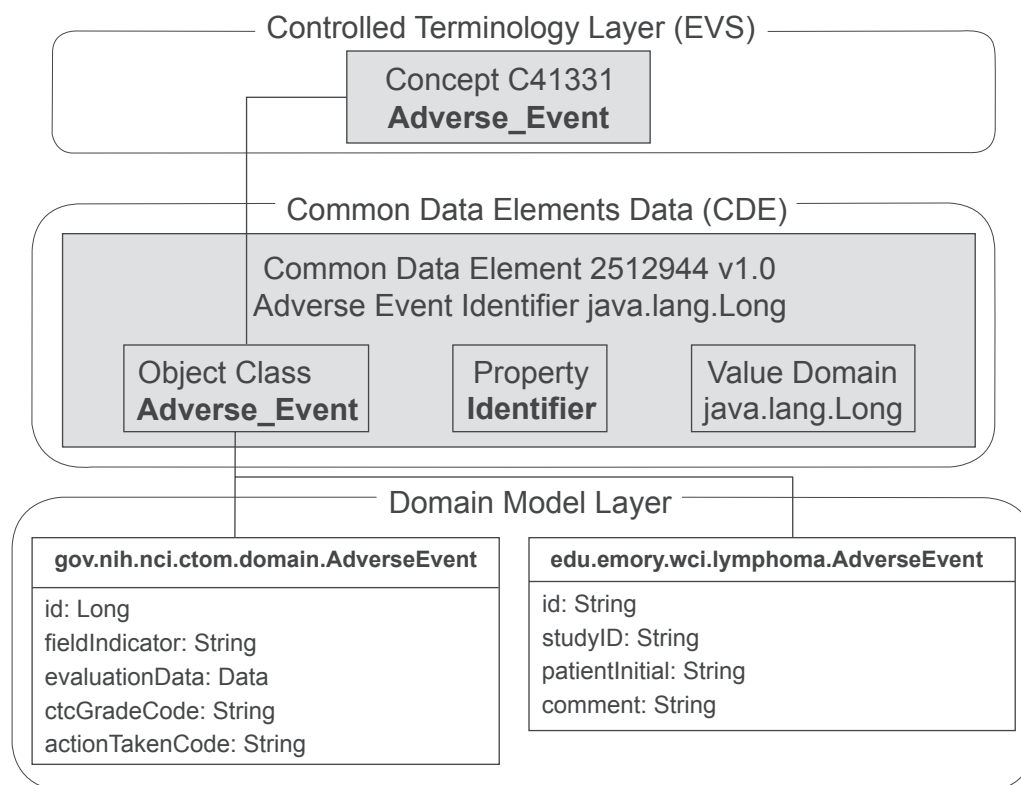 Controlled Terminology Layer (EVS)
Concept C41331
Adverse_Event
Common Data Elements Data (CDE)
Common Data Element 2512944 v1.0
Adverse Event Identifier java.lang.Long
Object Class
Adverse_Event
Property
Identifier
Value Domain
java.lang.Long
Domain Model Layer
gov.nih.nci.ctom.domain.AdverseEvent
id: Long
fieldIndicator: String
evaluationData: Data
ctcGradeCode: String
actionTakenCode: String
edu.emory.wci.lymphoma.AdverseEvent
id: String
studyID: String
patientInitial: String
comment: String